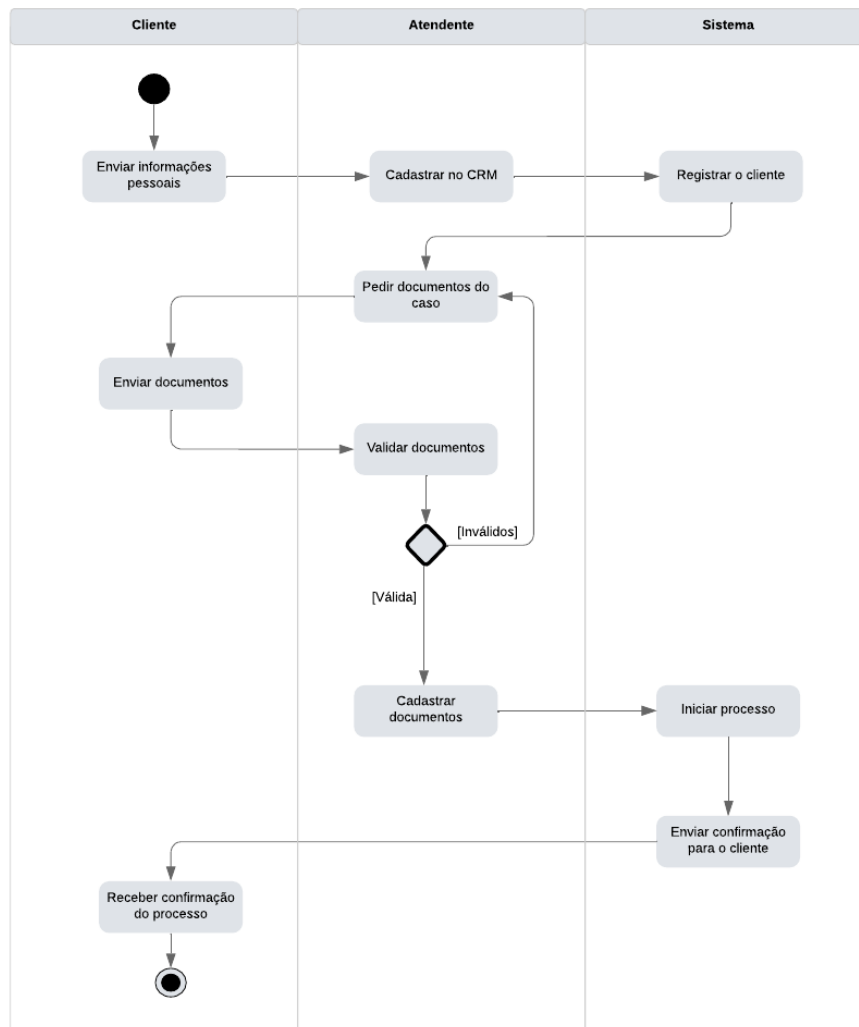 Cliente
Atendente
Sistema
Enviar informações
pessoais
Cadastrar no CRM
Registrar o cliente
Pedir documentos do
caso
Enviar documentos
Validar documentos
[Inválidos]
[Válida]
Cadastrar
documentos
Iniciar processo
Enviar confirmação
para o cliente
Receber confirmação
do processo